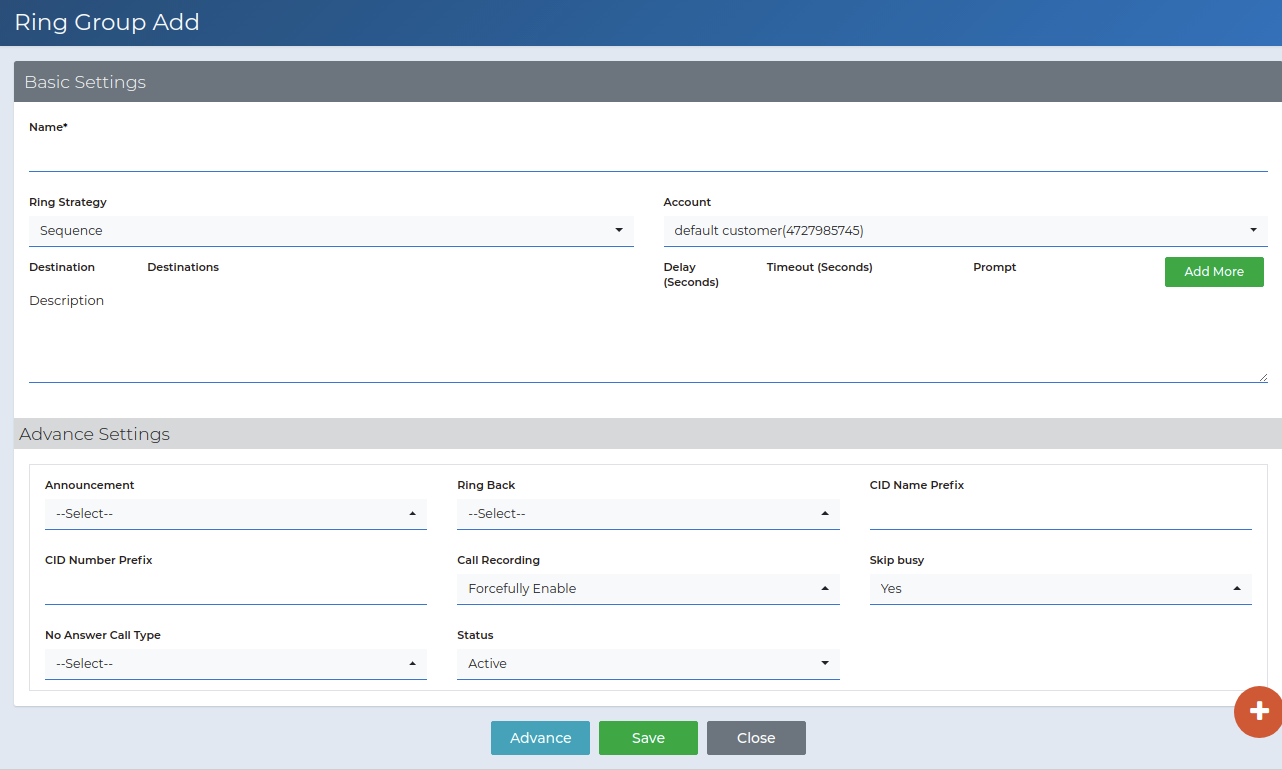 Ring Group Add
Basic Settings
Name*
Ring Strategy
Account
Sequence
default customer(4727985745)
Destination
Destinations
Delay
(Seconds)
Timeout (Seconds)
Prompt
Add More
Description
Advance Settings
Announcement
Ring Back
CID Name Prefix
--Select--
--Select--
CID Number Prefix
Call Recording
Skip busy
Forcefully Enable
Yes
No Answer Call Type
Status
--Select--
Active
Advance
Save
Close